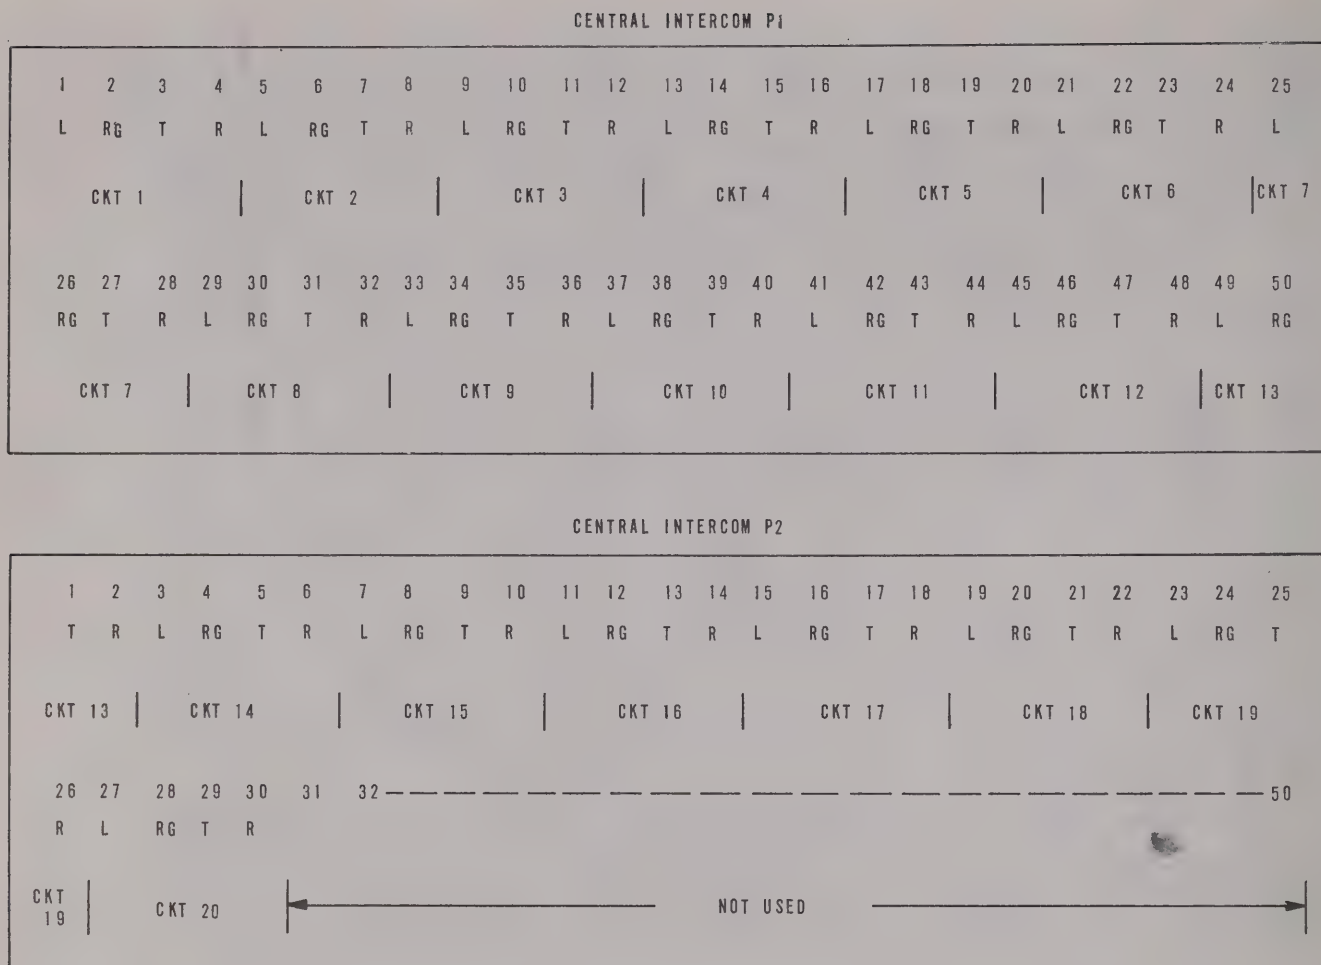 CENTRAL INTERCOM P1
1 2 3 4 5 6 7 8 9 10 11 12 13 14 15 16 17 18 19 20 21 22 23 24 25
L RG T R L RG T R L RG T R L RG T R L RG T R L RG T R L
CKT 1 CKT 2 CKT 3 CKT 4 CKT 5 CKT 6 CKT 7
26 27 28 29 30 31 32 33 34 35 36 37 38 39 40 41 42 43 44 45 46 47 48 49 50
RG T R L RG T R L RG T R L RG T R L RG T R L RG T R L RG
CKT 7 CKT 8 CKT 9 CKT 10 CKT 11 CKT 12 CKT 13
CENTRAL INTERCOM P2
1 2 3 4 5 6 7 8 9 10 11 12 13 14 15 16 17 18 19 20 21 22 23 24 25
T R L RG T R L RG T R L RG T R L RG T R L RG T R L RG T
CKT 13 CKT 14 CKT 15 CKT 16 CKT 17 CKT 18 CKT 19
26 27 28 29 30 31 32 — — — — — — — — — — — — — — — — — — — — 50
R L RG T R
CKT 19 CKT 20 NOT USED